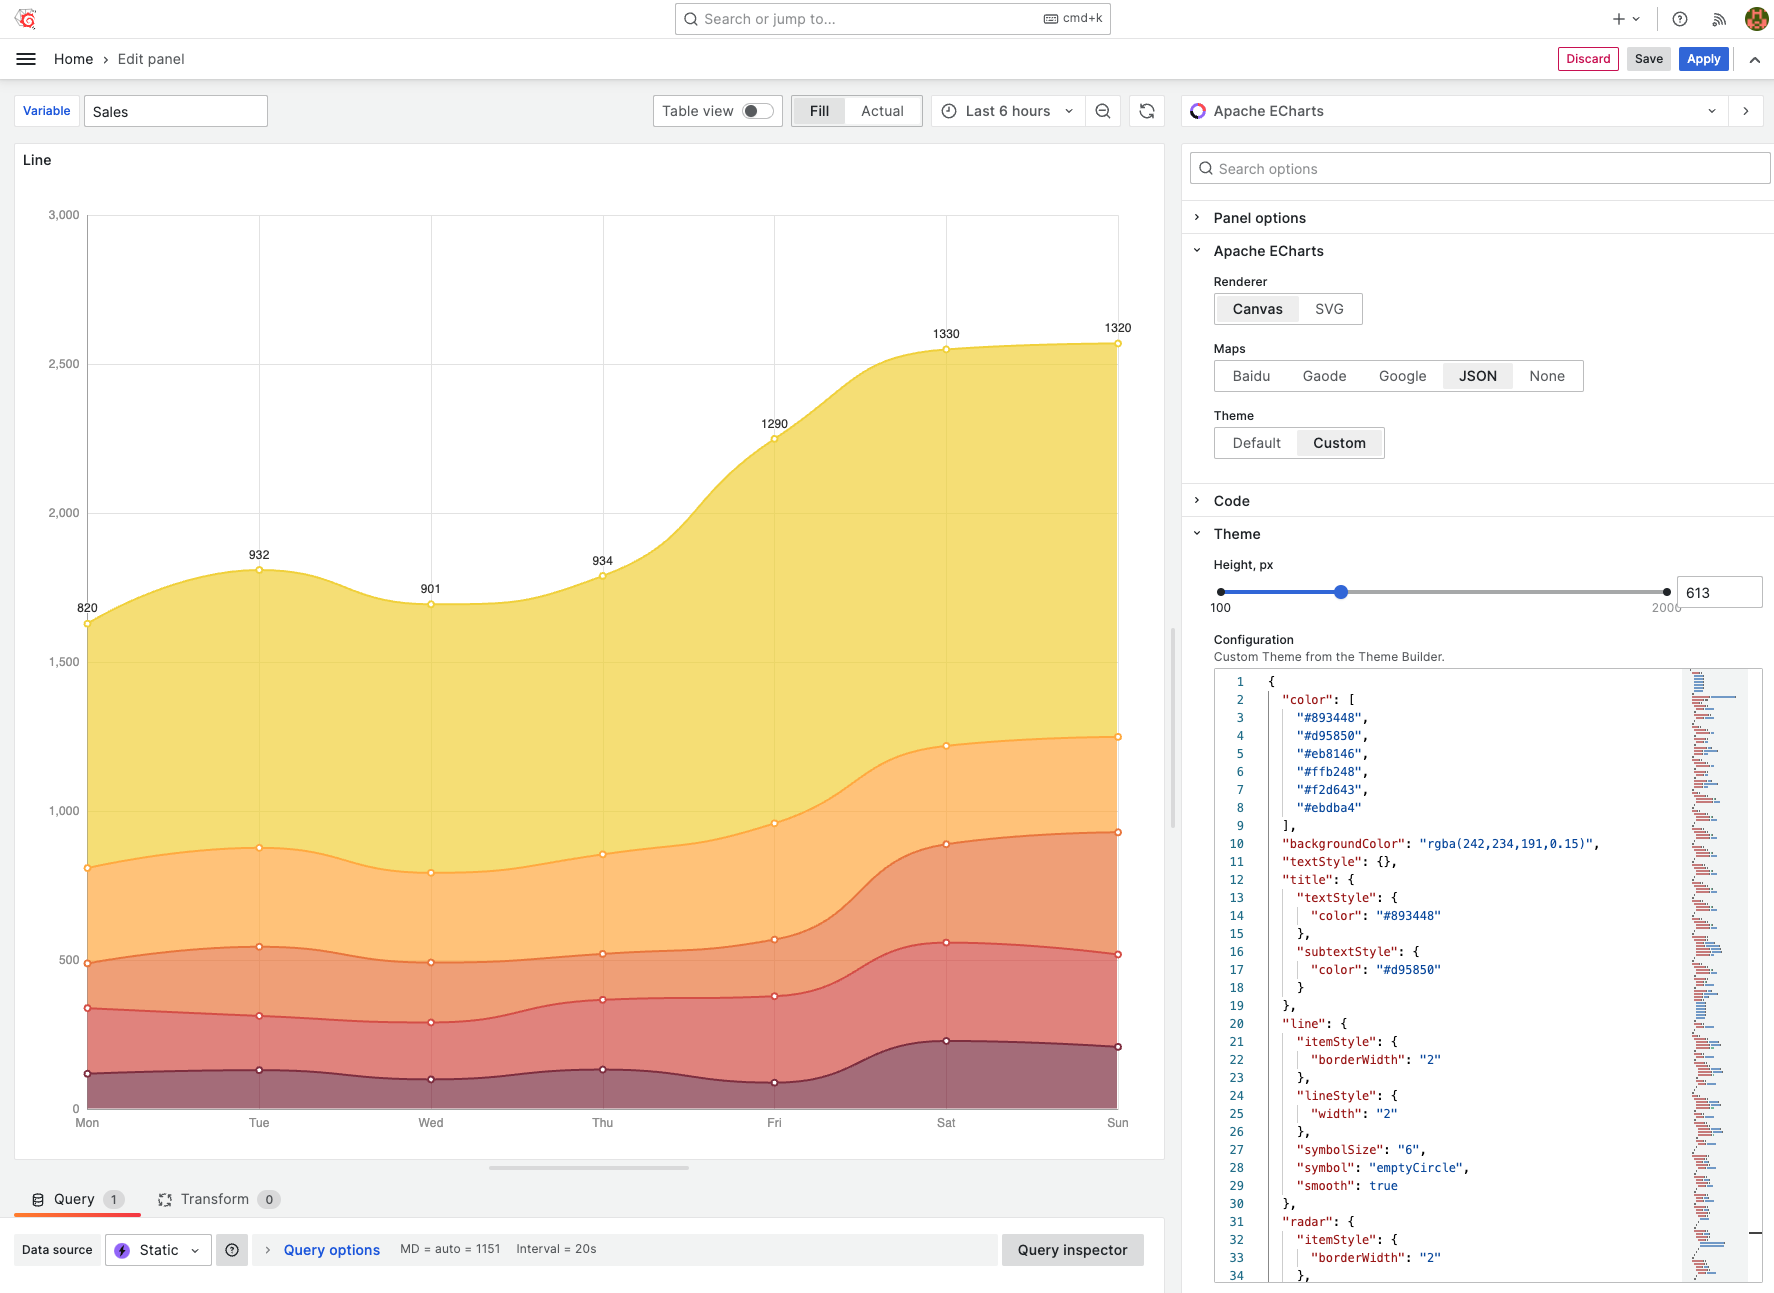 Search or jump to...
cmd+k
Home
Edit panel
Discard
Save
Apply
Variable
Sales
Table view
Fill
Actual
Last 6 hours
Apache ECharts
Line
3,000
2,500
2,000
1,500
1,000
500
0
820
932
901
934
1290
1330
1320
Mon
Tue
Wed
Thu
Fri
Sat
Sun
Query 1
Transform 0
Data source
Static
Query options
MD = auto = 1151
Interval = 20s
Query inspector
Search options
Panel options
Apache ECharts
Renderer
Canvas
SVG
Maps
Baidu
Gaode
Google
JSON
None
Theme
Default
Custom
Code
Theme
Height, px
100
2000
613
Configuration
Custom Theme from the Theme Builder.
1 {
2 "color": [
3 "#893448",
4 "#d95850",
5 "#eb8146",
6 "#ffb248",
7 "#f2d643",
8 "#ebdba4"
9 ],
10 "backgroundColor": "rgba(242,234,191,0.15)",
11 "textStyle": {},
12 "title": {
13 "textStyle": {
14 "color": "#893448"
15 },
16 "subtextStyle": {
17 "color": "#d95850"
18 }
19 },
20 "line": {
21 "itemStyle": {
22 "borderWidth": "2"
23 },
24 "lineStyle": {
25 "width": "2"
26 },
27 "symbolSize": "6",
28 "symbol": "emptyCircle",
29 "smooth": true
30 },
31 "radar": {
32 "itemStyle": {
33 "borderWidth": "2"
34 },